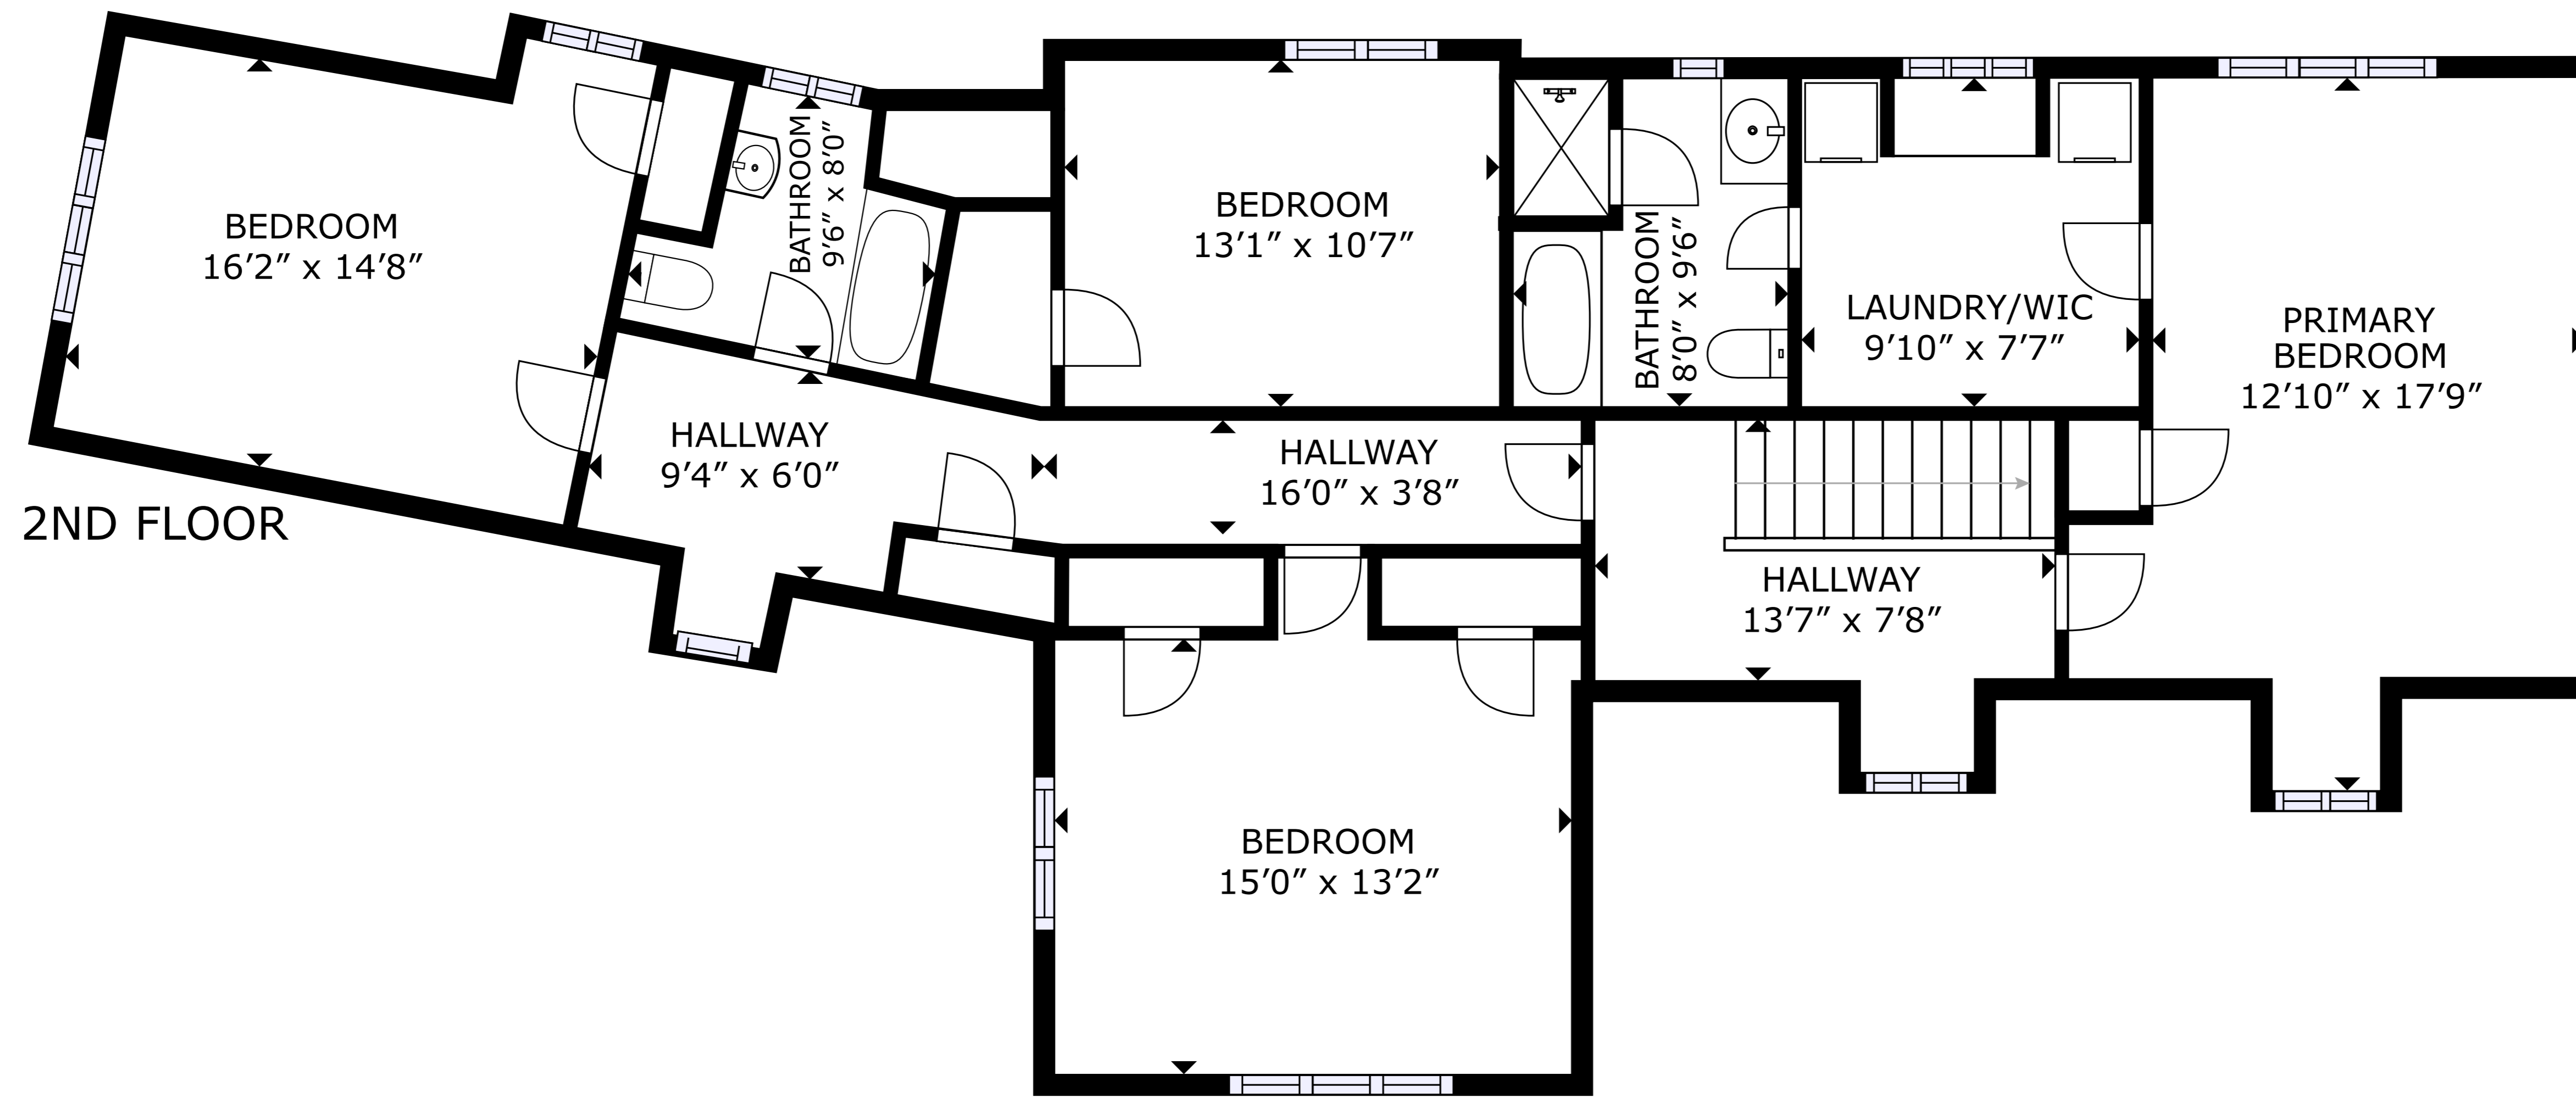 BEDROOM
16’2” x 14’8”
BATHROOM
9’6” x 8’0”
BEDROOM
13’1” x 10’7”
BATHROOM
8’0” x 9’6”
LAUNDRY/WIC
9’10” x 7’7”
PRIMARY
BEDROOM
12’10” x 17’9”
HALLWAY
9’4” x 6’0”
HALLWAY
16’0” x 3’8”
2ND FLOOR
HALLWAY
13’7” x 7’8”
BEDROOM
15’0” x 13’2”